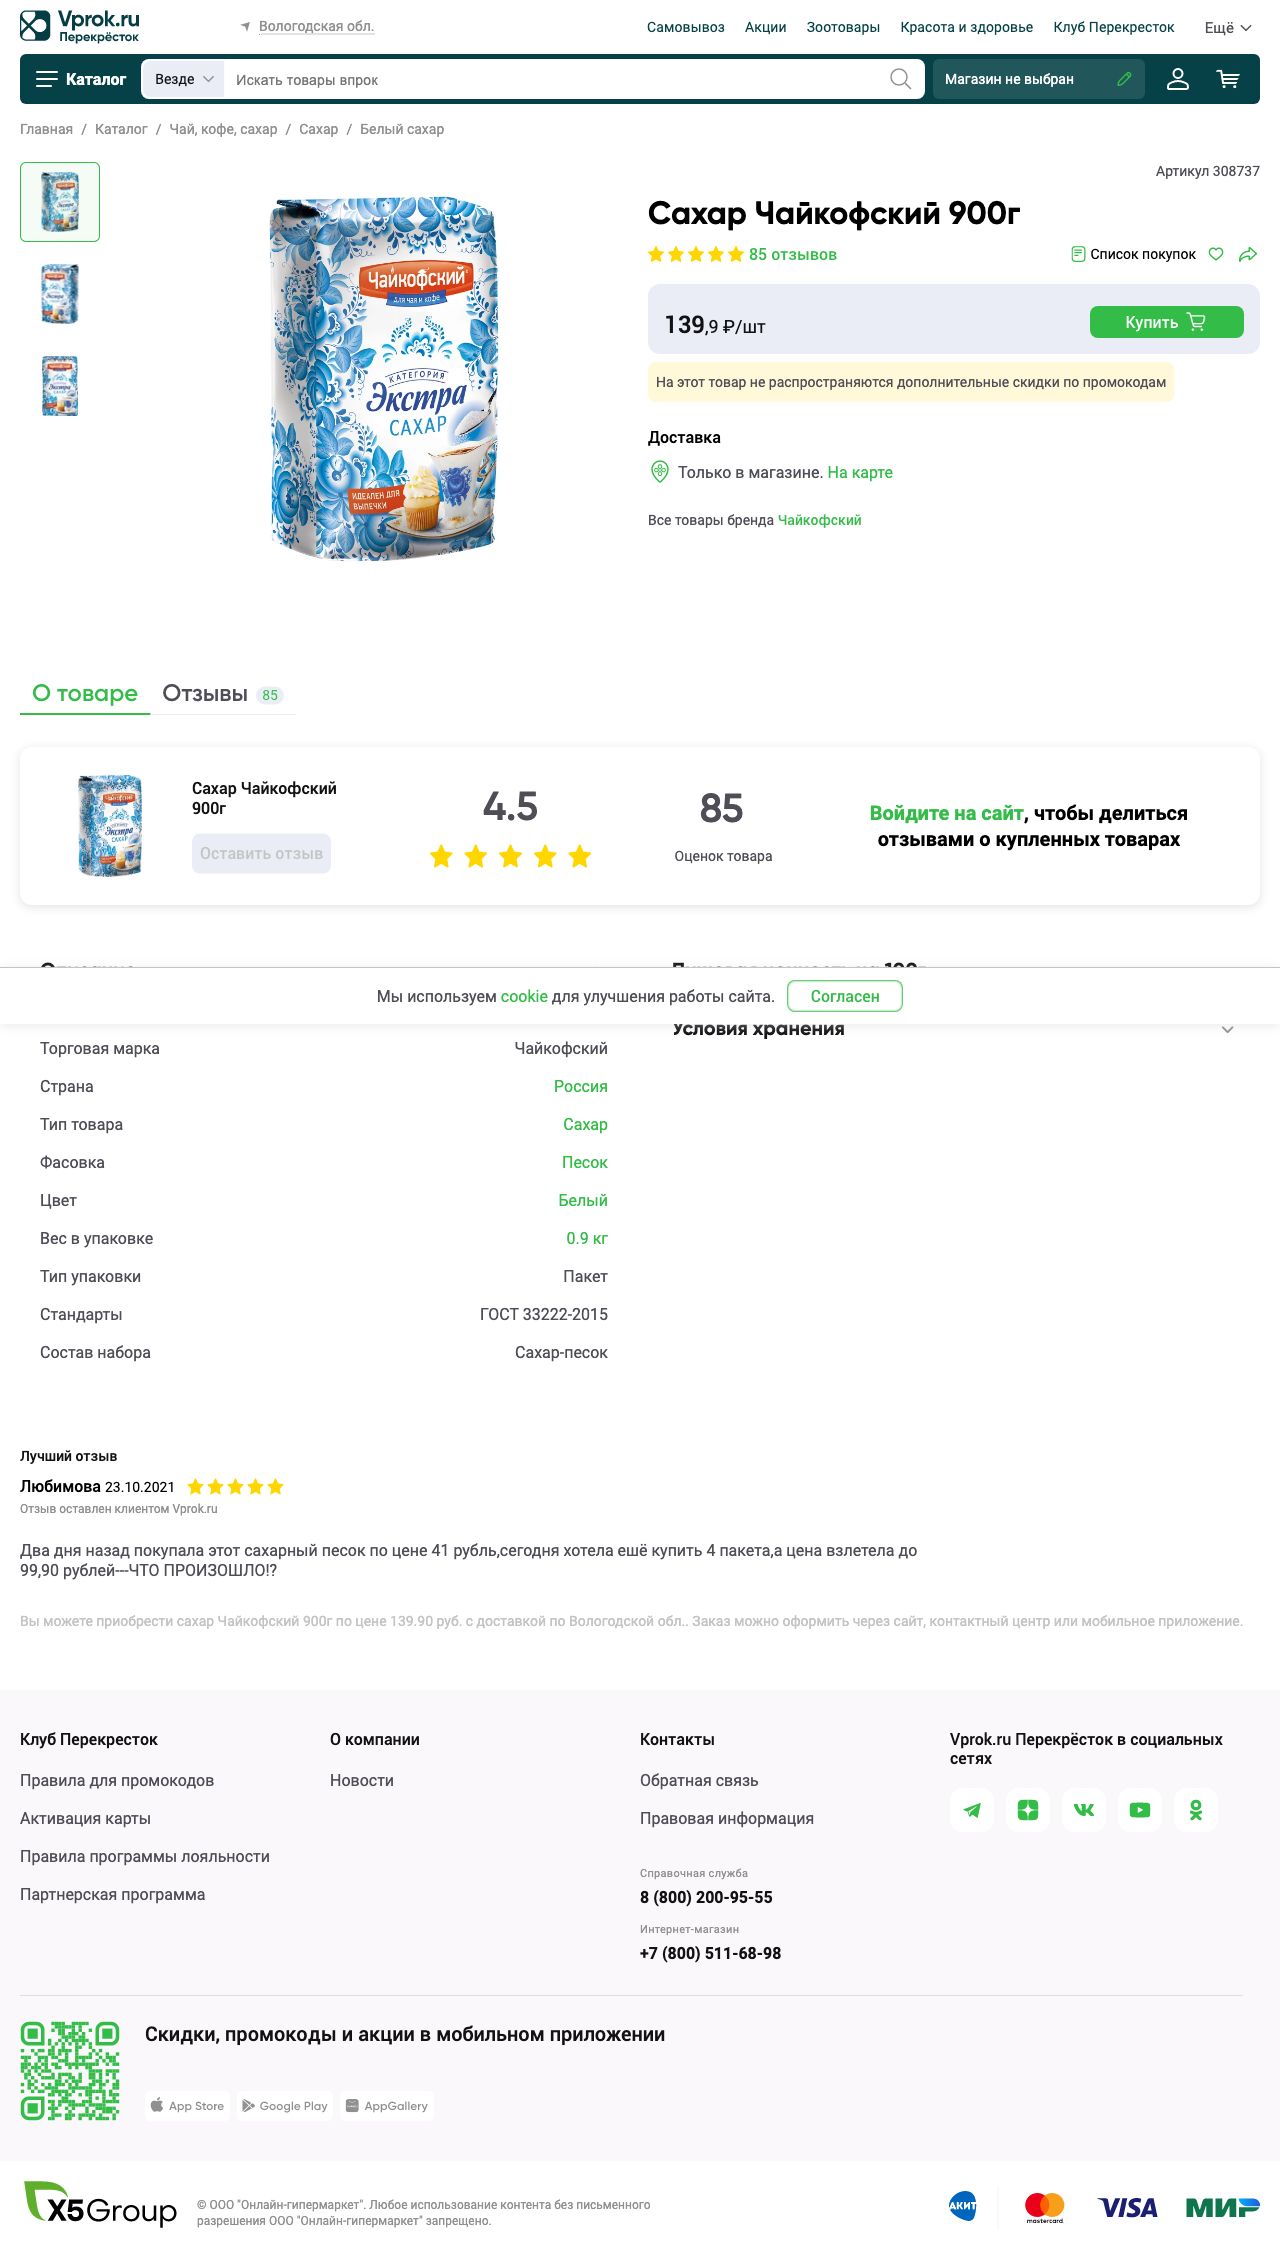 Vprok.ru
Перекрёсток
Вологодская обл.
Самовывоз Акции Зоотовары Красота и здоровье Клуб Перекресток Ещё
Каталог Везде Искать товары впрок Магазин не выбран
Главная / Каталог / Чай, кофе, сахар / Сахар / Белый сахар
Артикул 308737
Сахар Чайкофский 900г
85 отзывов Список покупок
139,9 ₽/шт Купить
На этот товар не распространяются дополнительные скидки по промокодам
Доставка
Только в магазине. На карте
Все товары бренда Чайкофский
Чайкофский
для чая и кофе
КАТЕГОРИЯ
Экстра
САХАР
ИДЕАЛЕН ДЛЯ
ВЫПЕЧКИ
О товаре Отзывы 85
Сахар Чайкофский
900г
Оставить отзыв
4.5
85
Оценок товара
Войдите на сайт, чтобы делиться
отзывами о купленных товарах
Мы используем cookie для улучшения работы сайта. Согласен
Условия хранения
Торговая марка Чайкофский
Страна Россия
Тип товара Сахар
Фасовка Песок
Цвет Белый
Вес в упаковке 0.9 кг
Тип упаковки Пакет
Стандарты ГОСТ 33222-2015
Состав набора Сахар-песок
Лучший отзыв
Любимова 23.10.2021
Отзыв оставлен клиентом Vprok.ru
Два дня назад покупала этот сахарный песок по цене 41 рубль,сегодня хотела ешё купить 4 пакета,а цена взлетела до
99,90 рублей---ЧТО ПРОИЗОШЛО!?
Вы можете приобрести сахар Чайкофский 900г по цене 139.90 руб. с доставкой по Вологодской обл.. Заказ можно оформить через сайт, контактный центр или мобильное приложение.
Клуб Перекресток
Правила для промокодов
Активация карты
Правила программы лояльности
Партнерская программа
О компании
Новости
Контакты
Обратная связь
Правовая информация
Справочная служба
8 (800) 200-95-55
Интернет-магазин
+7 (800) 511-68-98
Vprok.ru Перекрёсток в социальных
сетях
Скидки, промокоды и акции в мобильном приложении
App Store Google Play AppGallery
X5Group
© ООО "Онлайн-гипермаркет". Любое использование контента без письменного
разрешения ООО "Онлайн-гипермаркет" запрещено.
АКИТ mastercard VISA МИР